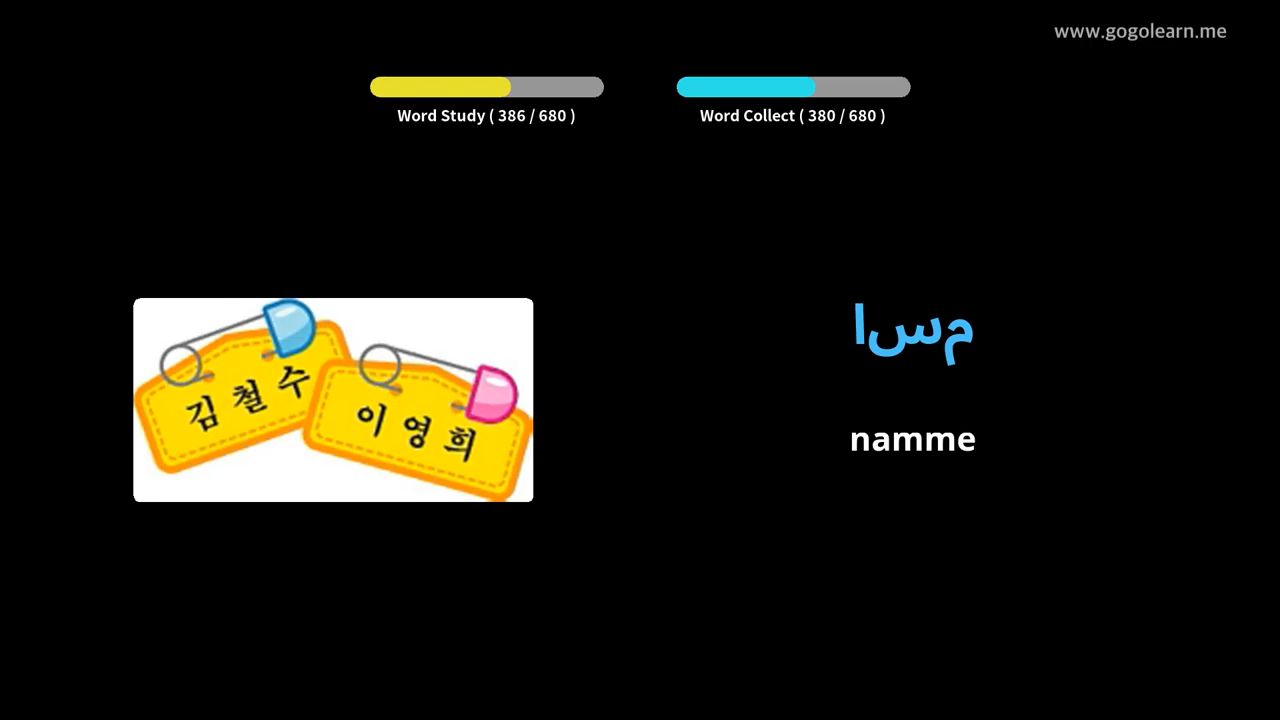 www.gogolearn.me
Word Study ( 386 / 680 )
Word Collect ( 380 / 680 )
김철수
이영희
اسم
namme